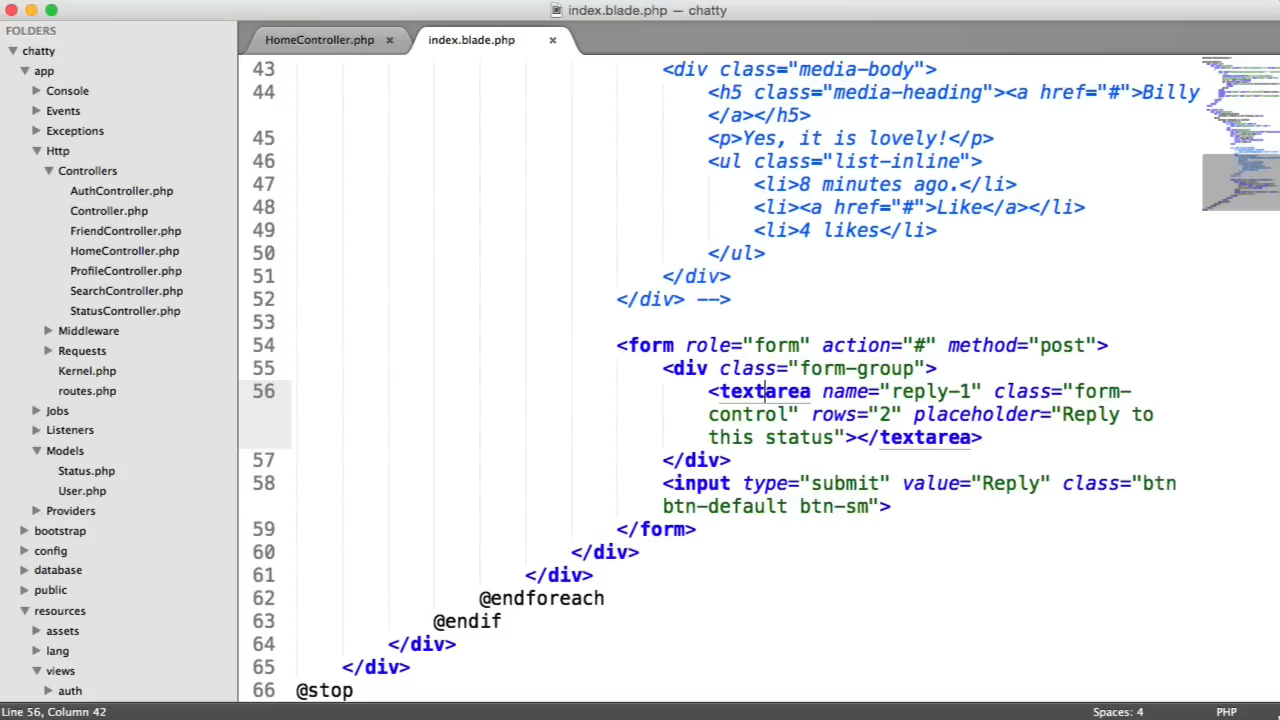 index.blade.php — chatty
FOLDERS
chatty
app
Console
Events
Exceptions
Http
Controllers
AuthController.php
Controller.php
FriendController.php
HomeController.php
ProfileController.php
SearchController.php
StatusController.php
Middleware
Requests
Kernel.php
routes.php
Jobs
Listeners
Models
Status.php
User.php
Providers
bootstrap
config
database
public
resources
assets
lang
views
auth
HomeController.php ×
index.blade.php ×
43 <div class="media-body">
44 <h5 class="media-heading"><a href="#">Billy
</a></h5>
45 <p>Yes, it is lovely!</p>
46 <ul class="list-inline">
47 <li>8 minutes ago.</li>
48 <li><a href="#">Like</a></li>
49 <li>4 likes</li>
50 </ul>
51 </div>
52 </div> -->
53
54 <form role="form" action="#" method="post">
55 <div class="form-group">
56 <textarea name="reply-1" class="form-
control" rows="2" placeholder="Reply to
this status"></textarea>
57 </div>
58 <input type="submit" value="Reply" class="btn
btn-default btn-sm">
59 </form>
60 </div>
61 </div>
62 @endforeach
63 @endif
64 </div>
65 </div>
66 @stop
Line 56, Column 42
Spaces: 4
PHP